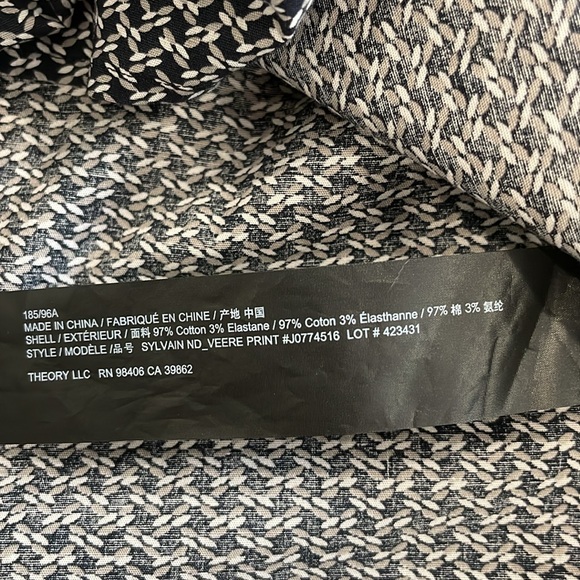 185/96A
MADE IN CHINA / FABRIQUÉ EN CHINE / 产地 中国
SHELL / EXTÉRIEUR / 面料 97% Cotton 3% Elastane / 97% Coton 3% Élasthanne / 97% 棉 3% 氨纶
STYLE / MODÈLE /品号 SYLVAIN ND_VEERE PRINT #J0774516 LOT # 423431
THEORY LLC RN 98406 CA 39862